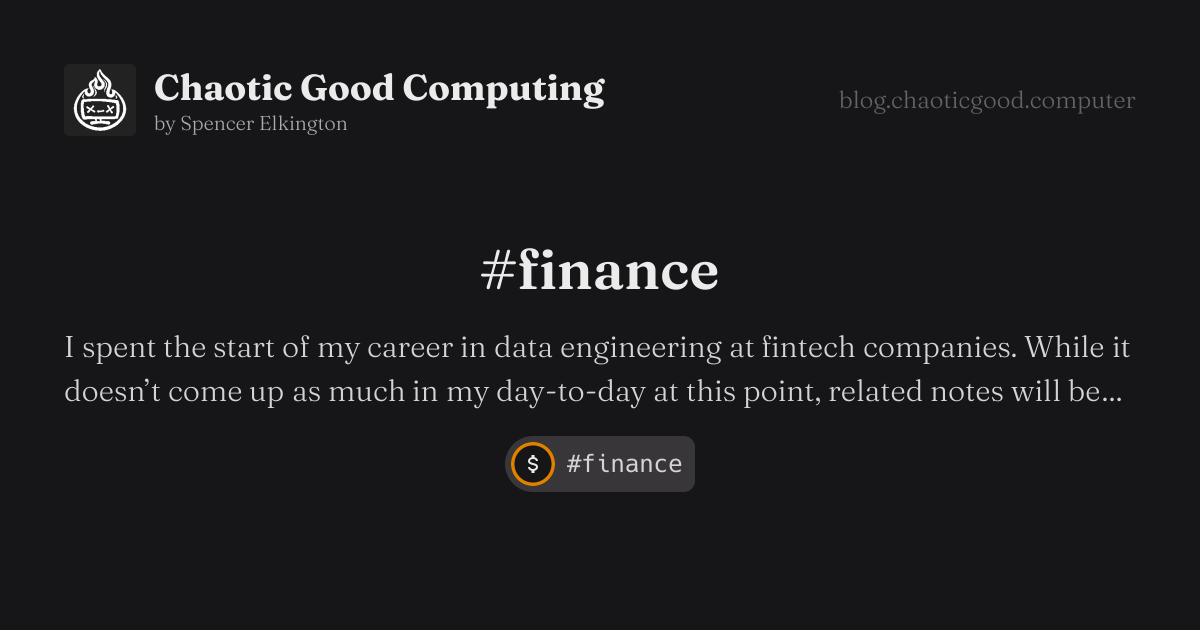 Chaotic Good Computing
by Spencer Elkington
blog.chaoticgood.computer
#finance
I spent the start of my career in data engineering at fintech companies. While it
doesn’t come up as much in my day-to-day at this point, related notes will be...
$ #finance